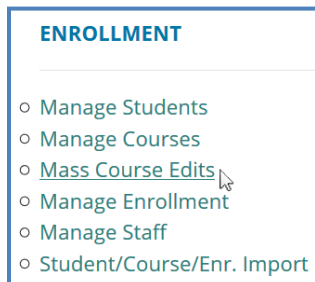 ENROLLMENT
Manage Students
Manage Courses
Mass Course Edits
Manage Enrollment
Manage Staff
Student/Course/Enr. Import